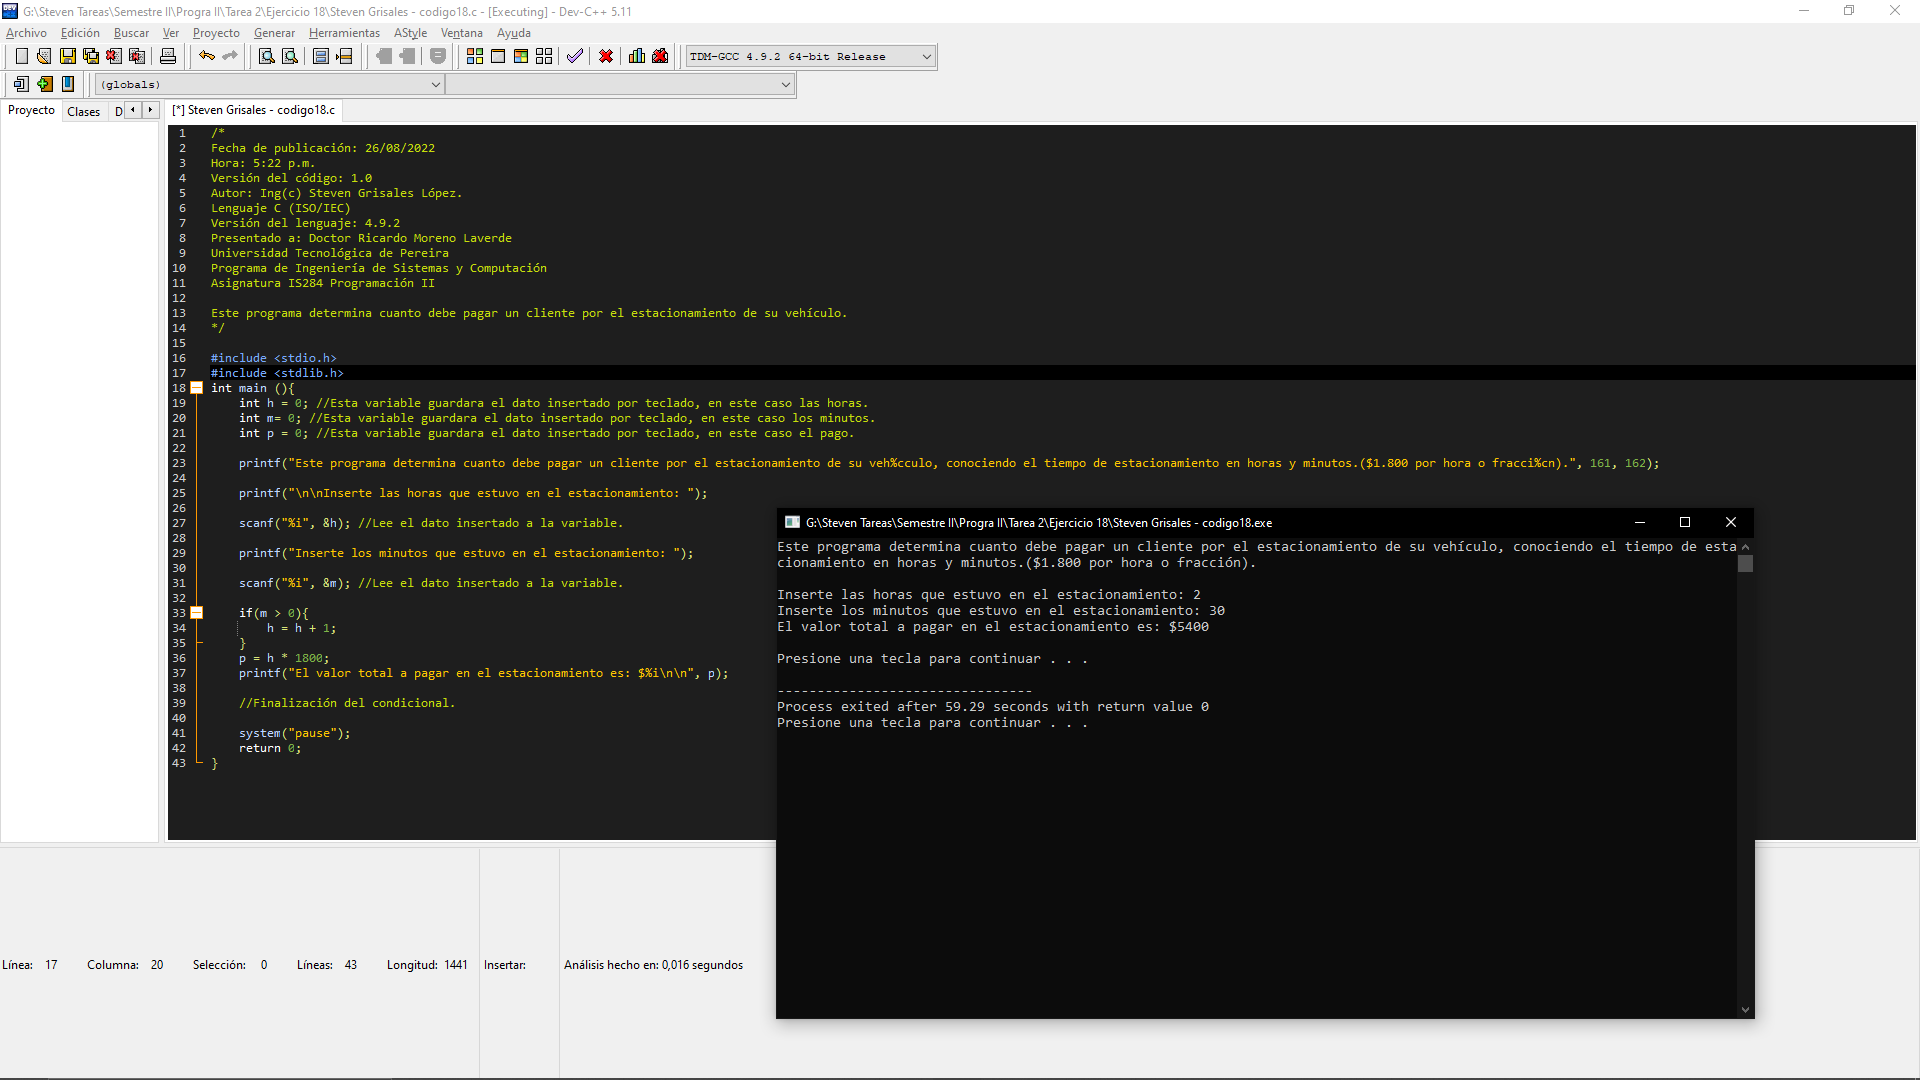 G:\Steven Tareas\Semestre II\Progra II\Tarea 2\Ejercicio 18\Steven Grisales - codigo18.c - [Executing] - Dev-C++ 5.11
Archivo Edición Buscar Ver Proyecto Generar Herramientas AStyle Ventana Ayuda
TDM-GCC 4.9.2 64-bit Release
(globals)
Proyecto Clases D
[*] Steven Grisales - codigo18.c
1 /*
2 Fecha de publicación: 26/08/2022
3 Hora: 5:22 p.m.
4 Versión del código: 1.0
5 Autor: Ing(c) Steven Grisales López.
6 Lenguaje C (ISO/IEC)
7 Versión del lenguaje: 4.9.2
8 Presentado a: Doctor Ricardo Moreno Laverde
9 Universidad Tecnológica de Pereira
10 Programa de Ingeniería de Sistemas y Computación
11 Asignatura IS284 Programación II
12
13 Este programa determina cuanto debe pagar un cliente por el estacionamiento de su vehículo.
14 */
15
16 #include <stdio.h>
17 #include <stdlib.h>
18 int main (){
19 int h = 0; //Esta variable guardara el dato insertado por teclado, en este caso las horas.
20 int m= 0; //Esta variable guardara el dato insertado por teclado, en este caso los minutos.
21 int p = 0; //Esta variable guardara el dato insertado por teclado, en este caso el pago.
22
23 printf("Este programa determina cuanto debe pagar un cliente por el estacionamiento de su veh%cculo, conociendo el tiempo de estacionamiento en horas y minutos.($1.800 por hora o fracci%cn).", 161, 162);
24
25 printf("\n\nInserte las horas que estuvo en el estacionamiento: ");
26
27 scanf("%i", &h); //Lee el dato insertado a la variable.
28
29 printf("Inserte los minutos que estuvo en el estacionamiento: ");
30
31 scanf("%i", &m); //Lee el dato insertado a la variable.
32
33 if(m > 0){
34 h = h + 1;
35 }
36 p = h * 1800;
37 printf("El valor total a pagar en el estacionamiento es: $%i\n\n", p);
38
39 //Finalización del condicional.
40
41 system("pause");
42 return 0;
43 }
G:\Steven Tareas\Semestre II\Progra II\Tarea 2\Ejercicio 18\Steven Grisales - codigo18.exe
Este programa determina cuanto debe pagar un cliente por el estacionamiento de su vehículo, conociendo el tiempo de esta
cionamiento en horas y minutos.($1.800 por hora o fracción).
Inserte las horas que estuvo en el estacionamiento: 2
Inserte los minutos que estuvo en el estacionamiento: 30
El valor total a pagar en el estacionamiento es: $5400
Presione una tecla para continuar . . .
--------------------------------
Process exited after 59.29 seconds with return value 0
Presione una tecla para continuar . . .
Línea: 17 Columna: 20 Selección: 0 Líneas: 43 Longitud: 1441 Insertar: Análisis hecho en: 0,016 segundos